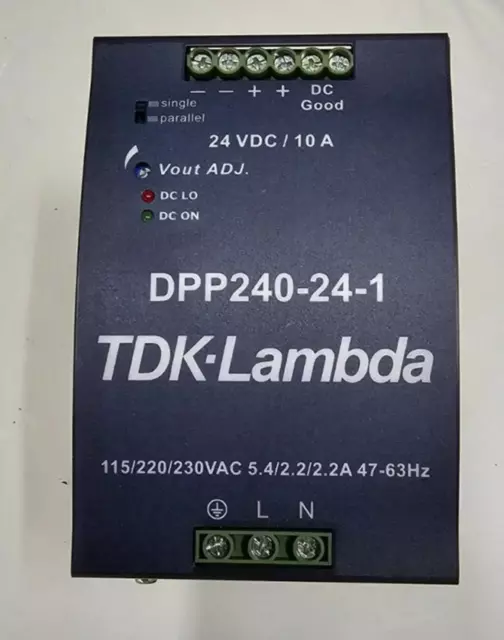 − − + + DC
Good
single
parallel
24 VDC / 10 A
Vout ADJ.
DC LO
DC ON
DPP240-24-1
TDK·Lambda
115/220/230VAC 5.4/2.2/2.2A 47-63Hz
L N